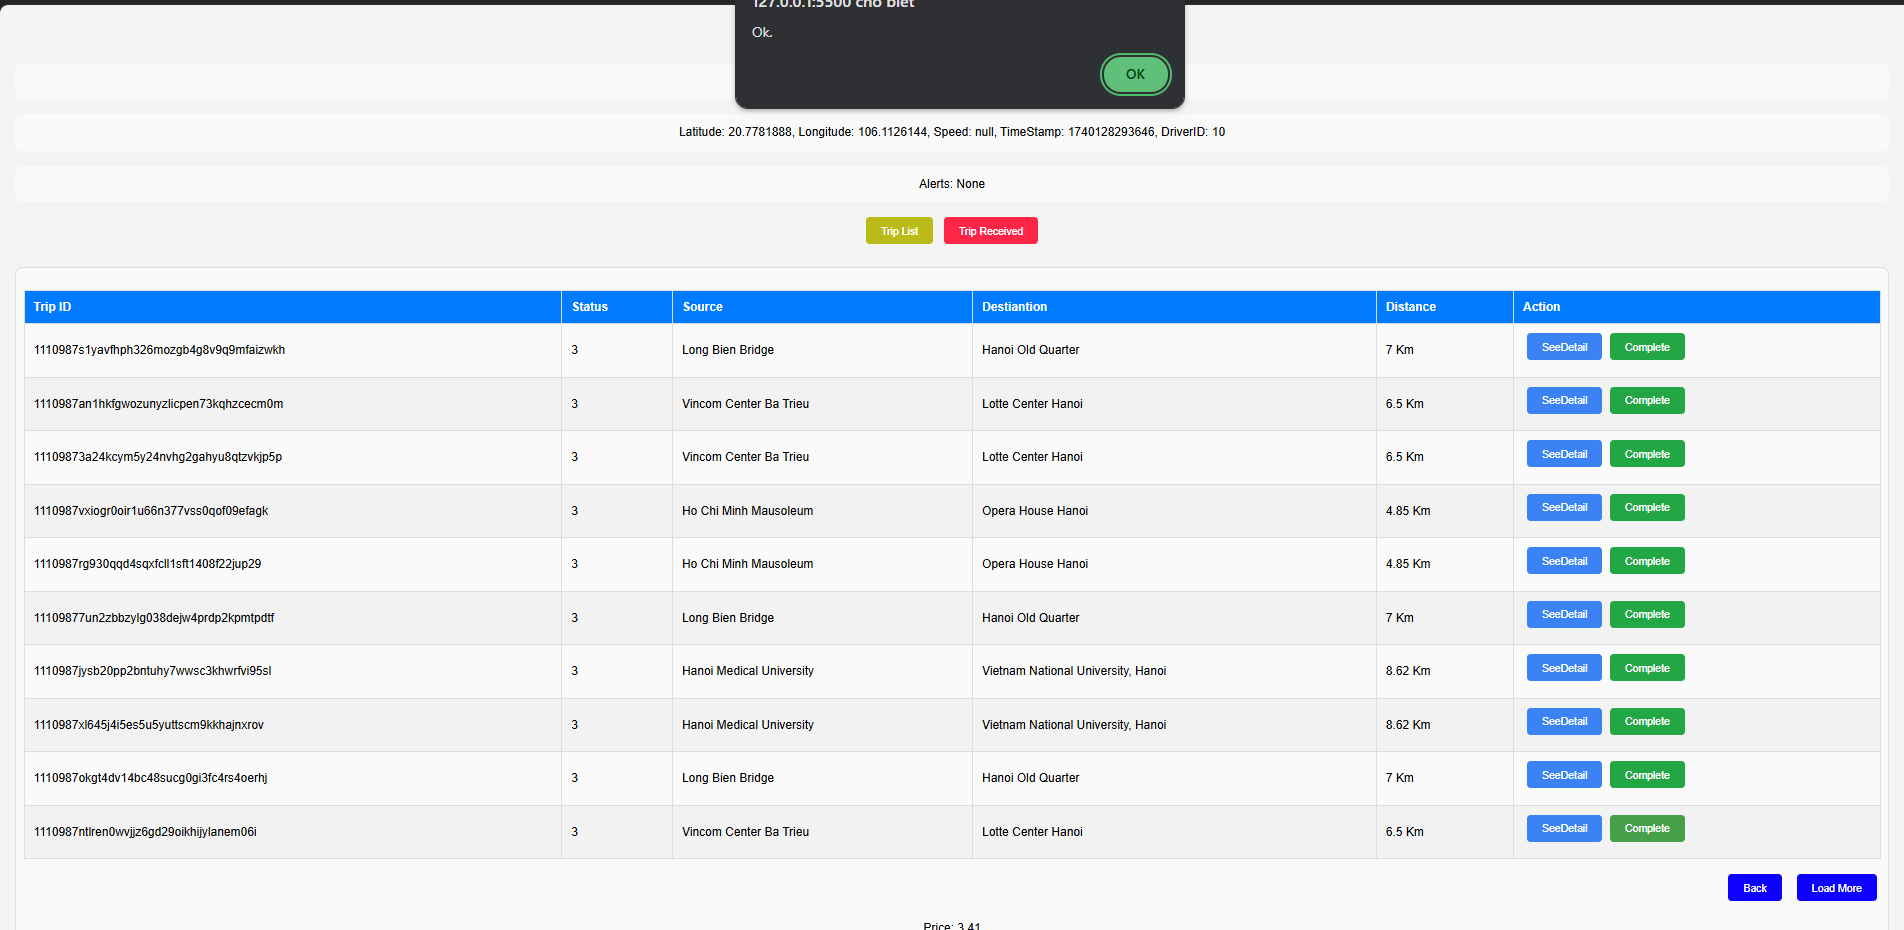 127.0.0.1:5500 cho biết
Ok.
OK
Latitude: 20.7781888, Longitude: 106.1126144, Speed: null, TimeStamp: 1740128293646, DriverID: 10
Alerts: None
Trip List Trip Received
Trip ID Status Source Destiantion Distance Action
1110987s1yavfhph326mozgb4g8v9q9mfaizwkh 3 Long Bien Bridge Hanoi Old Quarter 7 Km SeeDetail Complete
1110987an1hkfgwozunyzlicpen73kqhzcecm0m 3 Vincom Center Ba Trieu Lotte Center Hanoi 6.5 Km SeeDetail Complete
11109873a24kcym5y24nvhg2gahyu8qtzvkjp5p 3 Vincom Center Ba Trieu Lotte Center Hanoi 6.5 Km SeeDetail Complete
1110987vxiogr0oir1u66n377vss0qof09efagk 3 Ho Chi Minh Mausoleum Opera House Hanoi 4.85 Km SeeDetail Complete
1110987rg930qqd4sqxfcll1sft1408f22jup29 3 Ho Chi Minh Mausoleum Opera House Hanoi 4.85 Km SeeDetail Complete
11109877un2zbbzylg038dejw4prdp2kpmtpdtf 3 Long Bien Bridge Hanoi Old Quarter 7 Km SeeDetail Complete
1110987jysb20pp2bntuhy7wwsc3khwrfvi95sl 3 Hanoi Medical University Vietnam National University, Hanoi 8.62 Km SeeDetail Complete
1110987xl645j4i5es5u5yuttscm9kkhajnxrov 3 Hanoi Medical University Vietnam National University, Hanoi 8.62 Km SeeDetail Complete
1110987okgt4dv14bc48sucg0gi3fc4rs4oerhj 3 Long Bien Bridge Hanoi Old Quarter 7 Km SeeDetail Complete
1110987ntlren0wvjjz6gd29oikhijylanem06i 3 Vincom Center Ba Trieu Lotte Center Hanoi 6.5 Km SeeDetail Complete
Back Load More
Price: 3.41